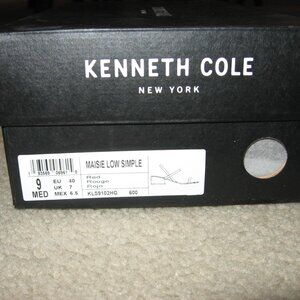 KENNETH COLE
NEW YORK
MAISIE LOW SIMPLE
Red
Rouge
Rojo
9
MED
EU 40
UK 7
MEX 6.5
KLS9102HG 600